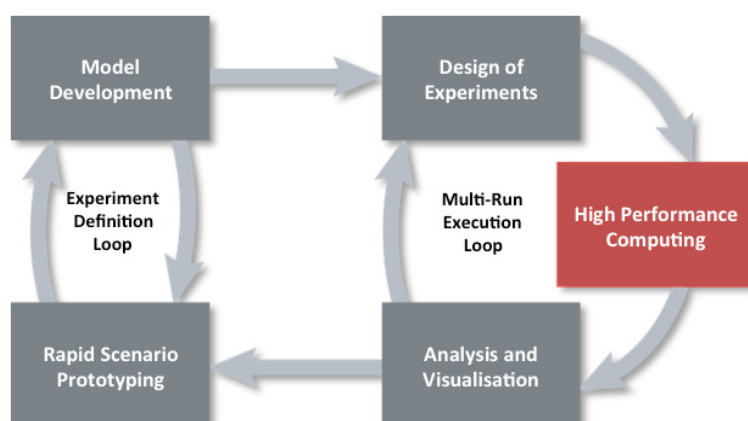 Model
Development
Design of
Experiments
Experiment
Definition
Loop
Multi-Run
Execution
Loop
High Performance
Computing
Rapid Scenario
Prototyping
Analysis and
Visualisation